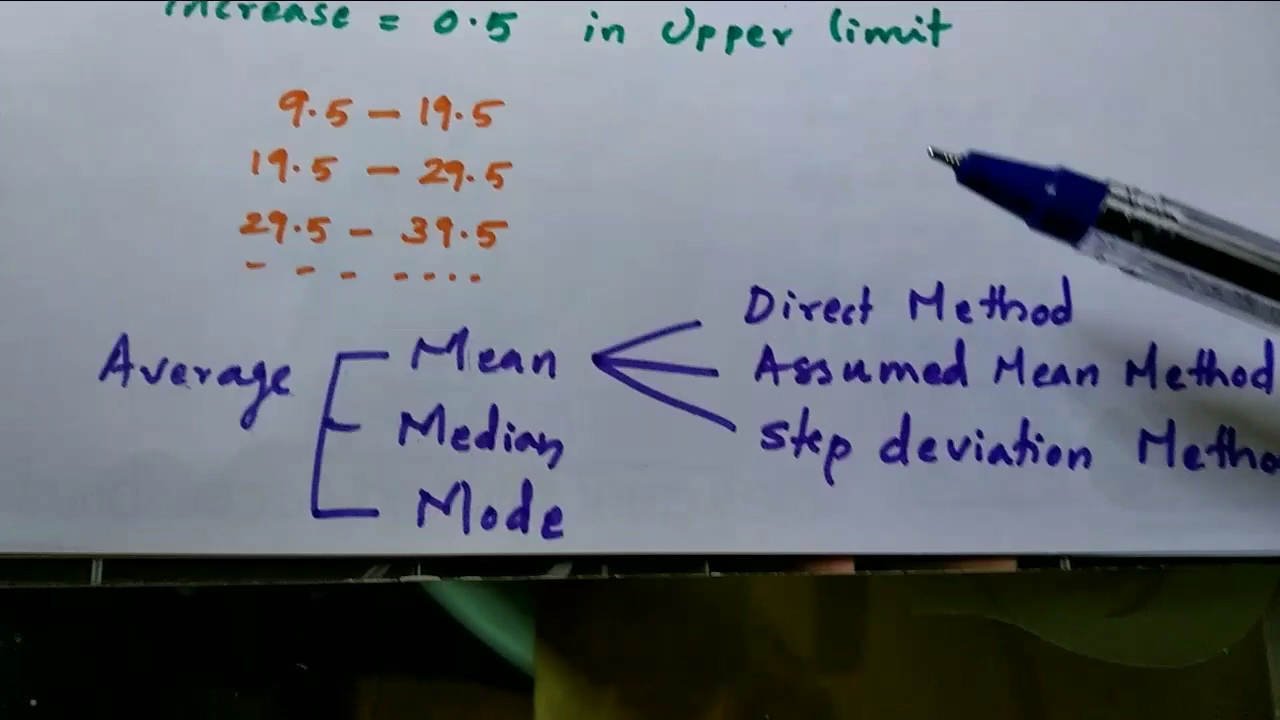 increase = 0.5 in Upper limit
9.5 - 19.5
19.5 - 29.5
29.5 - 39.5
- - - - . . .
Average
Mean
Median
Mode
Direct Method
Assumed Mean Method
Step deviation Metho